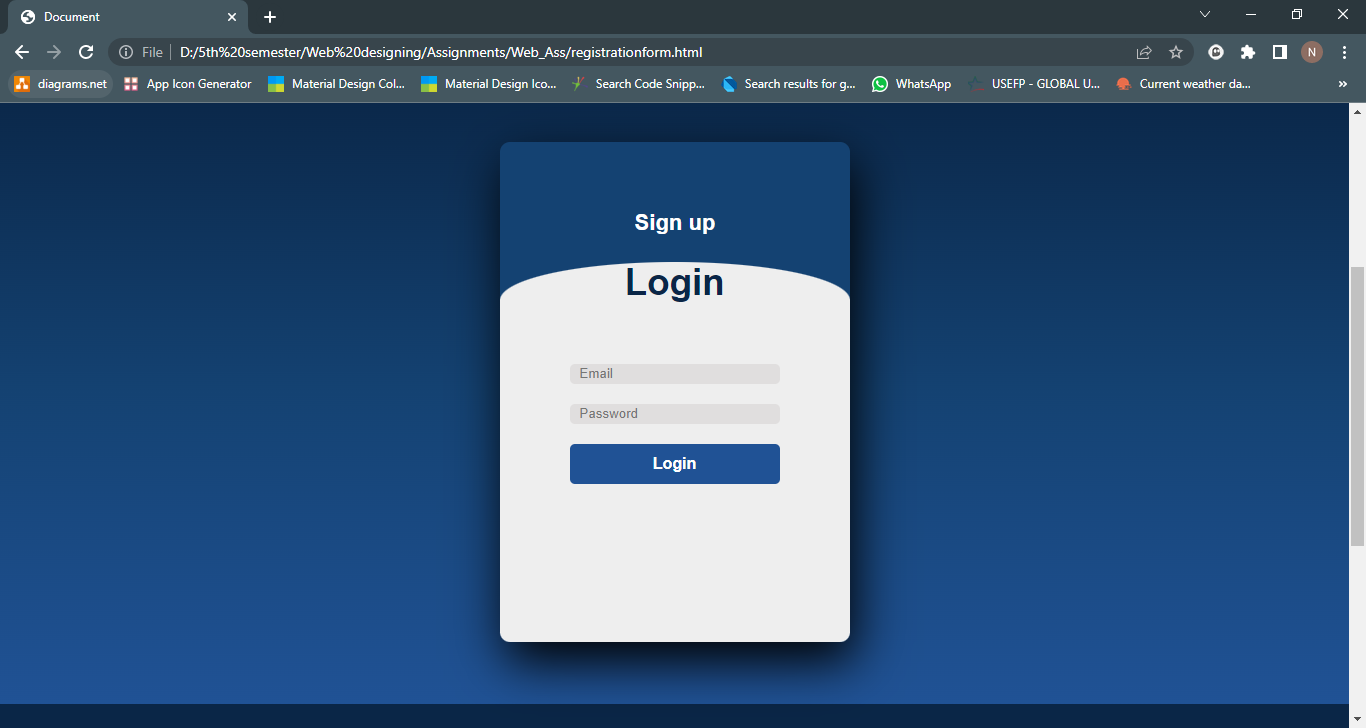 Document
File D:/5th%20semester/Web%20designing/Assignments/Web_Ass/registrationform.html
N
diagrams.net App Icon Generator Material Design Col... Material Design Ico... Search Code Snipp... Search results for g... WhatsApp USEFP - GLOBAL U... Current weather da... »
Sign up
Login
Email
Password
Login